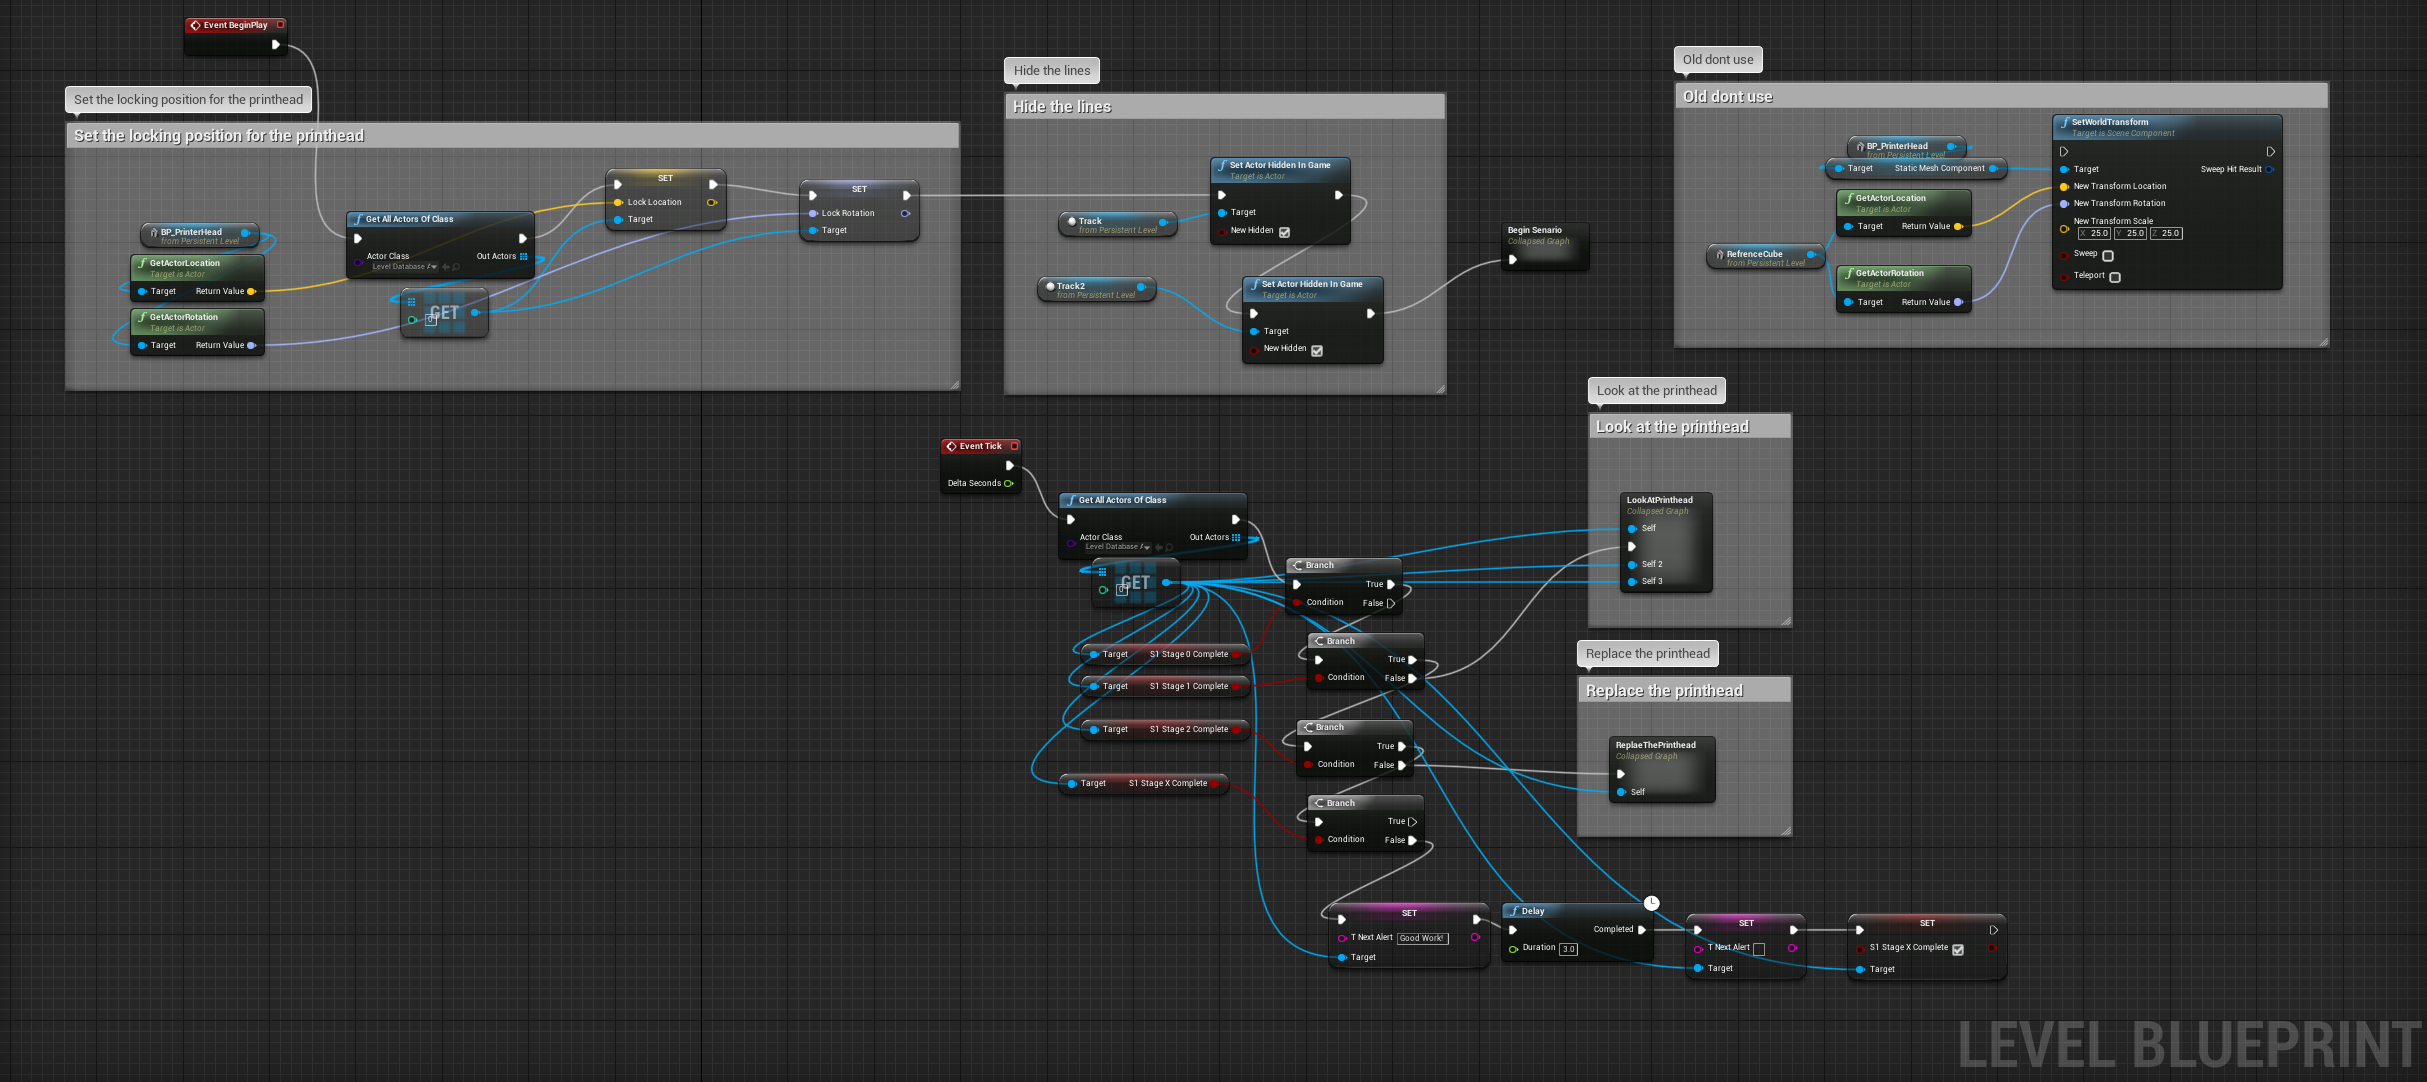 Event BeginPlay
Set the locking position for the printhead
Set the locking position for the printhead
BP_PrinterHead
from Persistent Level
GetActorLocation
Target is Actor
Target
Return Value
GetActorRotation
Target is Actor
Target
Return Value
Get All Actors Of Class
Actor Class
Out Actors
Level Database A
GET
0
SET
Lock Location
Target
SET
Lock Rotation
Target
Hide the lines
Hide the lines
Track
from Persistent Level
Set Actor Hidden In Game
Target is Actor
Target
New Hidden
Track2
from Persistent Level
Set Actor Hidden In Game
Target is Actor
Target
New Hidden
Begin Senario
Collapsed Graph
Old dont use
Old dont use
BP_PrinterHead
from Persistent Level
Target
Static Mesh Component
GetActorLocation
Target is Actor
Target
Return Value
RefrenceCube
from Persistent Level
GetActorRotation
Target is Actor
Target
Return Value
SetWorldTransform
Target is Scene Component
Target
Sweep Hit Result
New Transform Location
New Transform Rotation
New Transform Scale
X 25.0 Y 25.0 Z 25.0
Sweep
Teleport
Event Tick
Delta Seconds
Get All Actors Of Class
Actor Class
Out Actors
Level Database A
GET
0
S1 Stage 0 Complete
Target
S1 Stage 1 Complete
Target
S1 Stage 2 Complete
Target
S1 Stage X Complete
Target
Branch
True
Condition
False
Branch
True
Condition
False
Branch
True
Condition
False
Branch
True
Condition
False
Look at the printhead
Look at the printhead
LookAtPrinthead
Collapsed Graph
Self
Self 2
Self 3
Replace the printhead
Replace the printhead
ReplaeThePrinthead
Collapsed Graph
Self
SET
T Next Alert Good Work!
Target
Delay
Completed
Duration 3.0
SET
T Next Alert
Target
SET
S1 Stage X Complete
Target
LEVEL BLUEPRINT